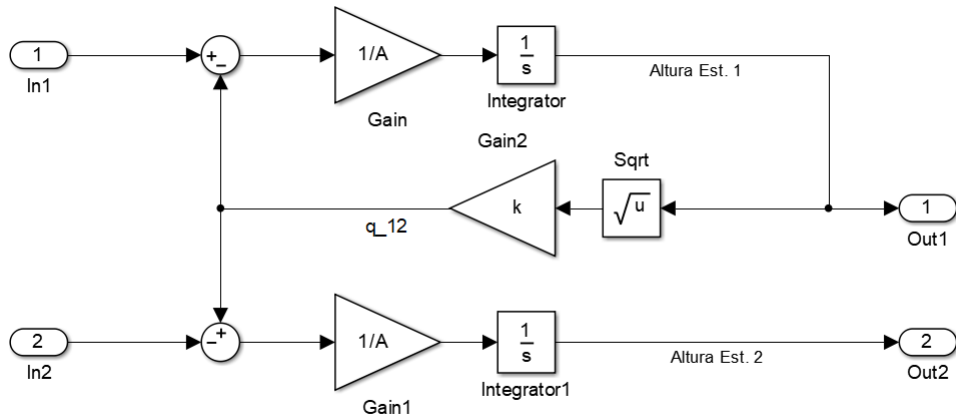 1
In1
+
−
1/A
Gain
1
s
Integrator
Altura Est. 1
Gain2
k
Sqrt
√u
q_12
1
Out1
2
In2
−
+
1/A
Gain1
1
s
Integrator1
Altura Est. 2
2
Out2